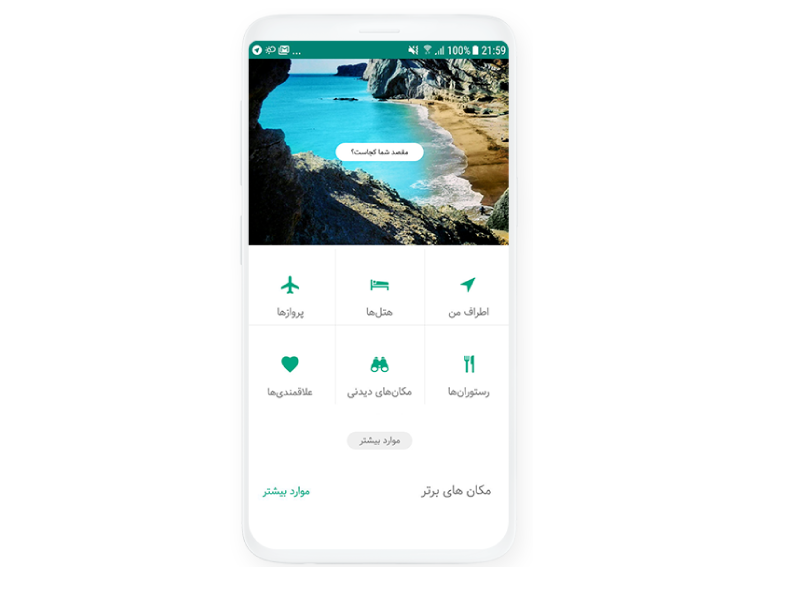 ... 100% 21:59
مقصد شما کجاست؟
اطراف من
هتل‌ها
پروازها
رستوران‌ها
مکان‌های دیدنی
علاقمندی‌ها
موارد بیشتر
مکان های برتر
موارد بیشتر